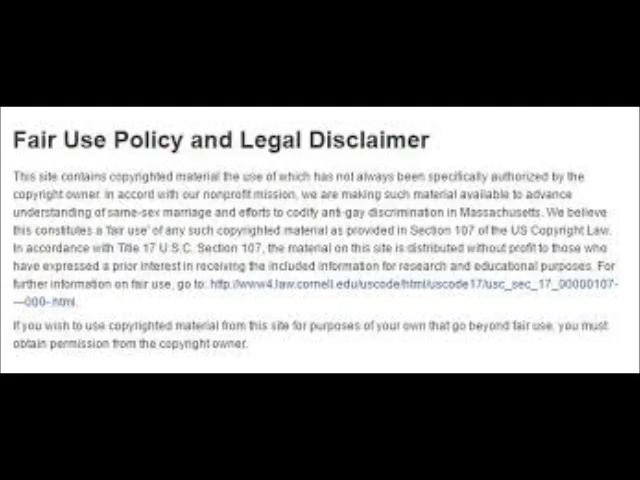 Fair Use Policy and Legal Disclaimer
This site contains copyrighted material the use of which has not always been specifically authorized by the
copyright owner. In accord with our nonprofit mission, we are making such material available to advance
understanding of same-sex marriage and efforts to codify anti-gay discrimination in Massachusetts. We believe
this constitutes a 'fair use' of any such copyrighted material as provided in Section 107 of the US Copyright Law.
In accordance with Title 17 U.S.C. Section 107, the material on this site is distributed without profit to those who
have expressed a prior interest in receiving the included information for research and educational purposes. For
further information on fair use, go to: http://www4.law.cornell.edu/uscode/html/uscode17/usc_sec_17_00000107-
---000-.html.
If you wish to use copyrighted material from this site for purposes of your own that go beyond fair use, you must
obtain permission from the copyright owner.